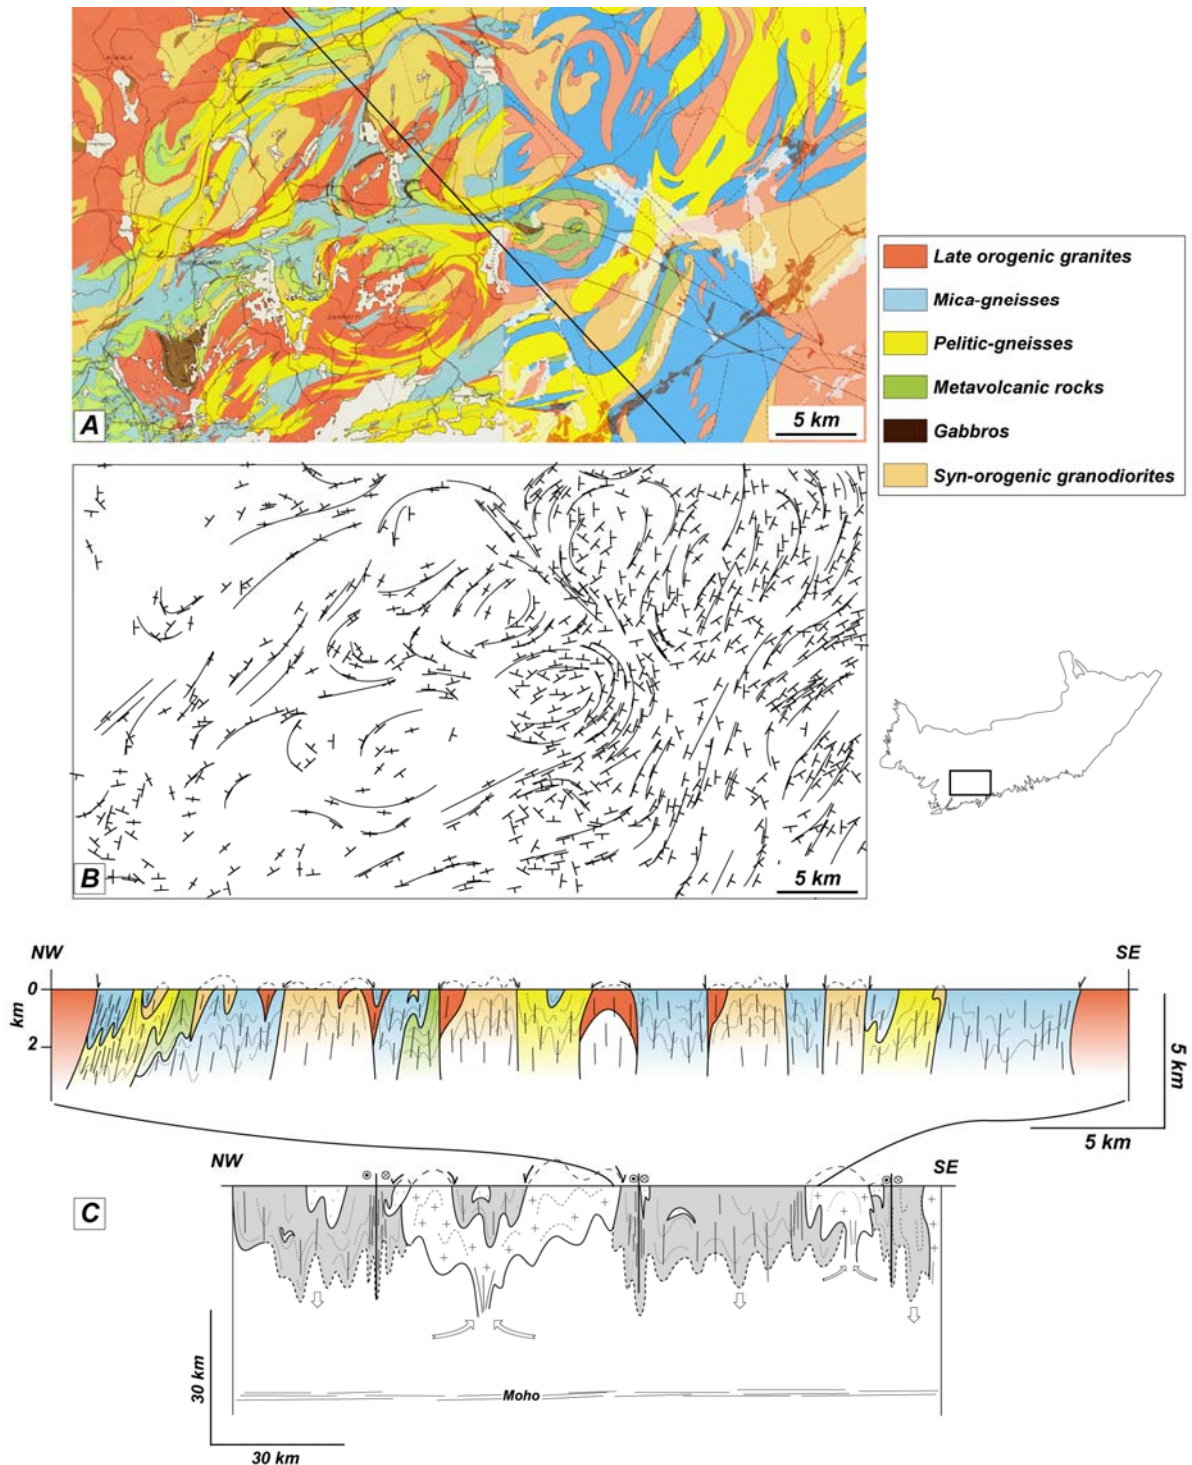 A
5 km
Late orogenic granites
Mica-gneisses
Pelitic-gneisses
Metavolcanic rocks
Gabbros
Syn-orogenic granodiorites
B
5 km
NW
SE
0
km
2
5 km
5 km
NW
SE
C
30 km
Moho
30 km